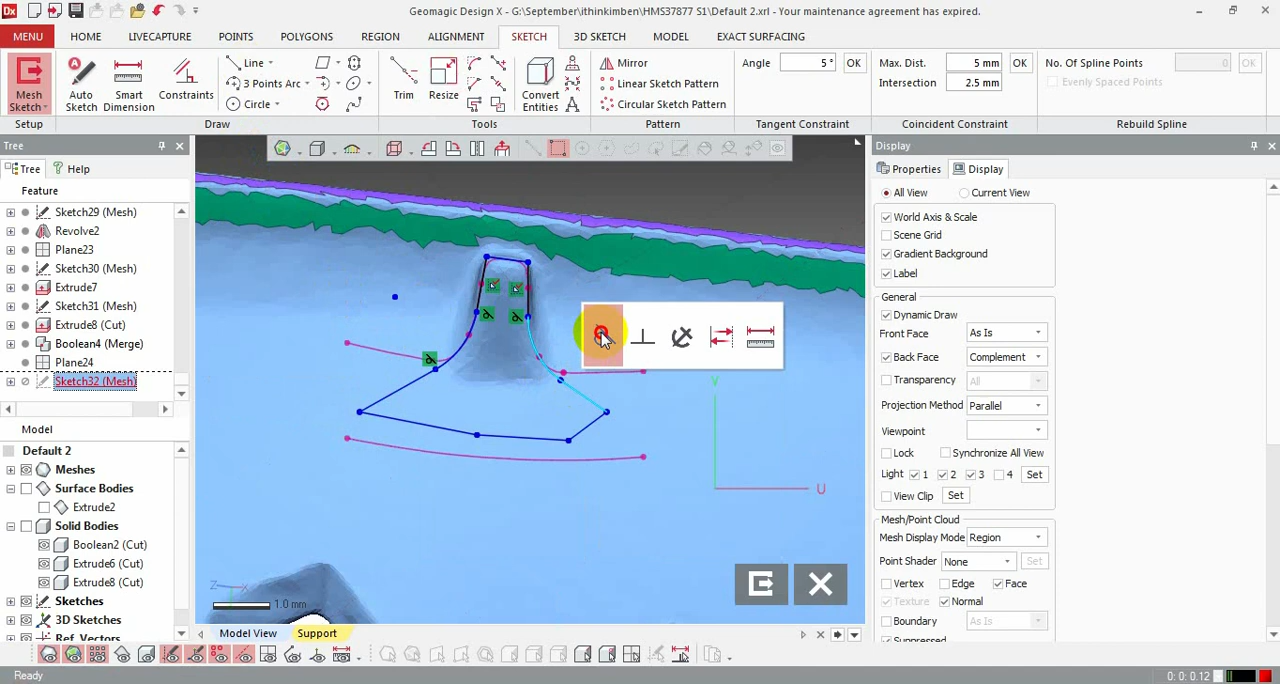 Geomagic Design X - G:\September\ithinkimben\HMS37877 S1\Default 2.xrl - Your maintenance agreement has expired.
MENU HOME LIVECAPTURE POINTS POLYGONS REGION ALIGNMENT SKETCH 3D SKETCH MODEL EXACT SURFACING
Mesh Sketch
Auto Sketch
Smart Dimension
Constraints
Line
3 Points Arc
Circle
Trim
Resize
Convert Entities
Mirror
Linear Sketch Pattern
Circular Sketch Pattern
Angle 5 ° OK
Max. Dist. 5 mm OK
Intersection 2.5 mm
No. Of Spline Points 0 OK
Evenly Spaced Points
Setup Draw Tools Pattern Tangent Constraint Coincident Constraint Rebuild Spline
Tree
Tree Help
Feature
Sketch29 (Mesh)
Revolve2
Plane23
Sketch30 (Mesh)
Extrude7
Sketch31 (Mesh)
Extrude8 (Cut)
Boolean4 (Merge)
Plane24
Sketch32 (Mesh)
Model
Default 2
Meshes
Surface Bodies
Extrude2
Solid Bodies
Boolean2 (Cut)
Extrude6 (Cut)
Extrude8 (Cut)
Sketches
3D Sketches
Ref. Vectors
V
U
Z X
1.0 mm
Model View Support
Display
Properties Display
All View Current View
World Axis & Scale
Scene Grid
Gradient Background
Label
General
Dynamic Draw
Front Face As Is
Back Face Complement
Transparency All
Projection Method Parallel
Viewpoint
Lock Synchronize All View
Light 1 2 3 4 Set
View Clip Set
Mesh/Point Cloud
Mesh Display Mode Region
Point Shader None Set
Vertex Edge Face
Texture Normal
Boundary As Is
Suppressed
Ready
0: 0: 0.12